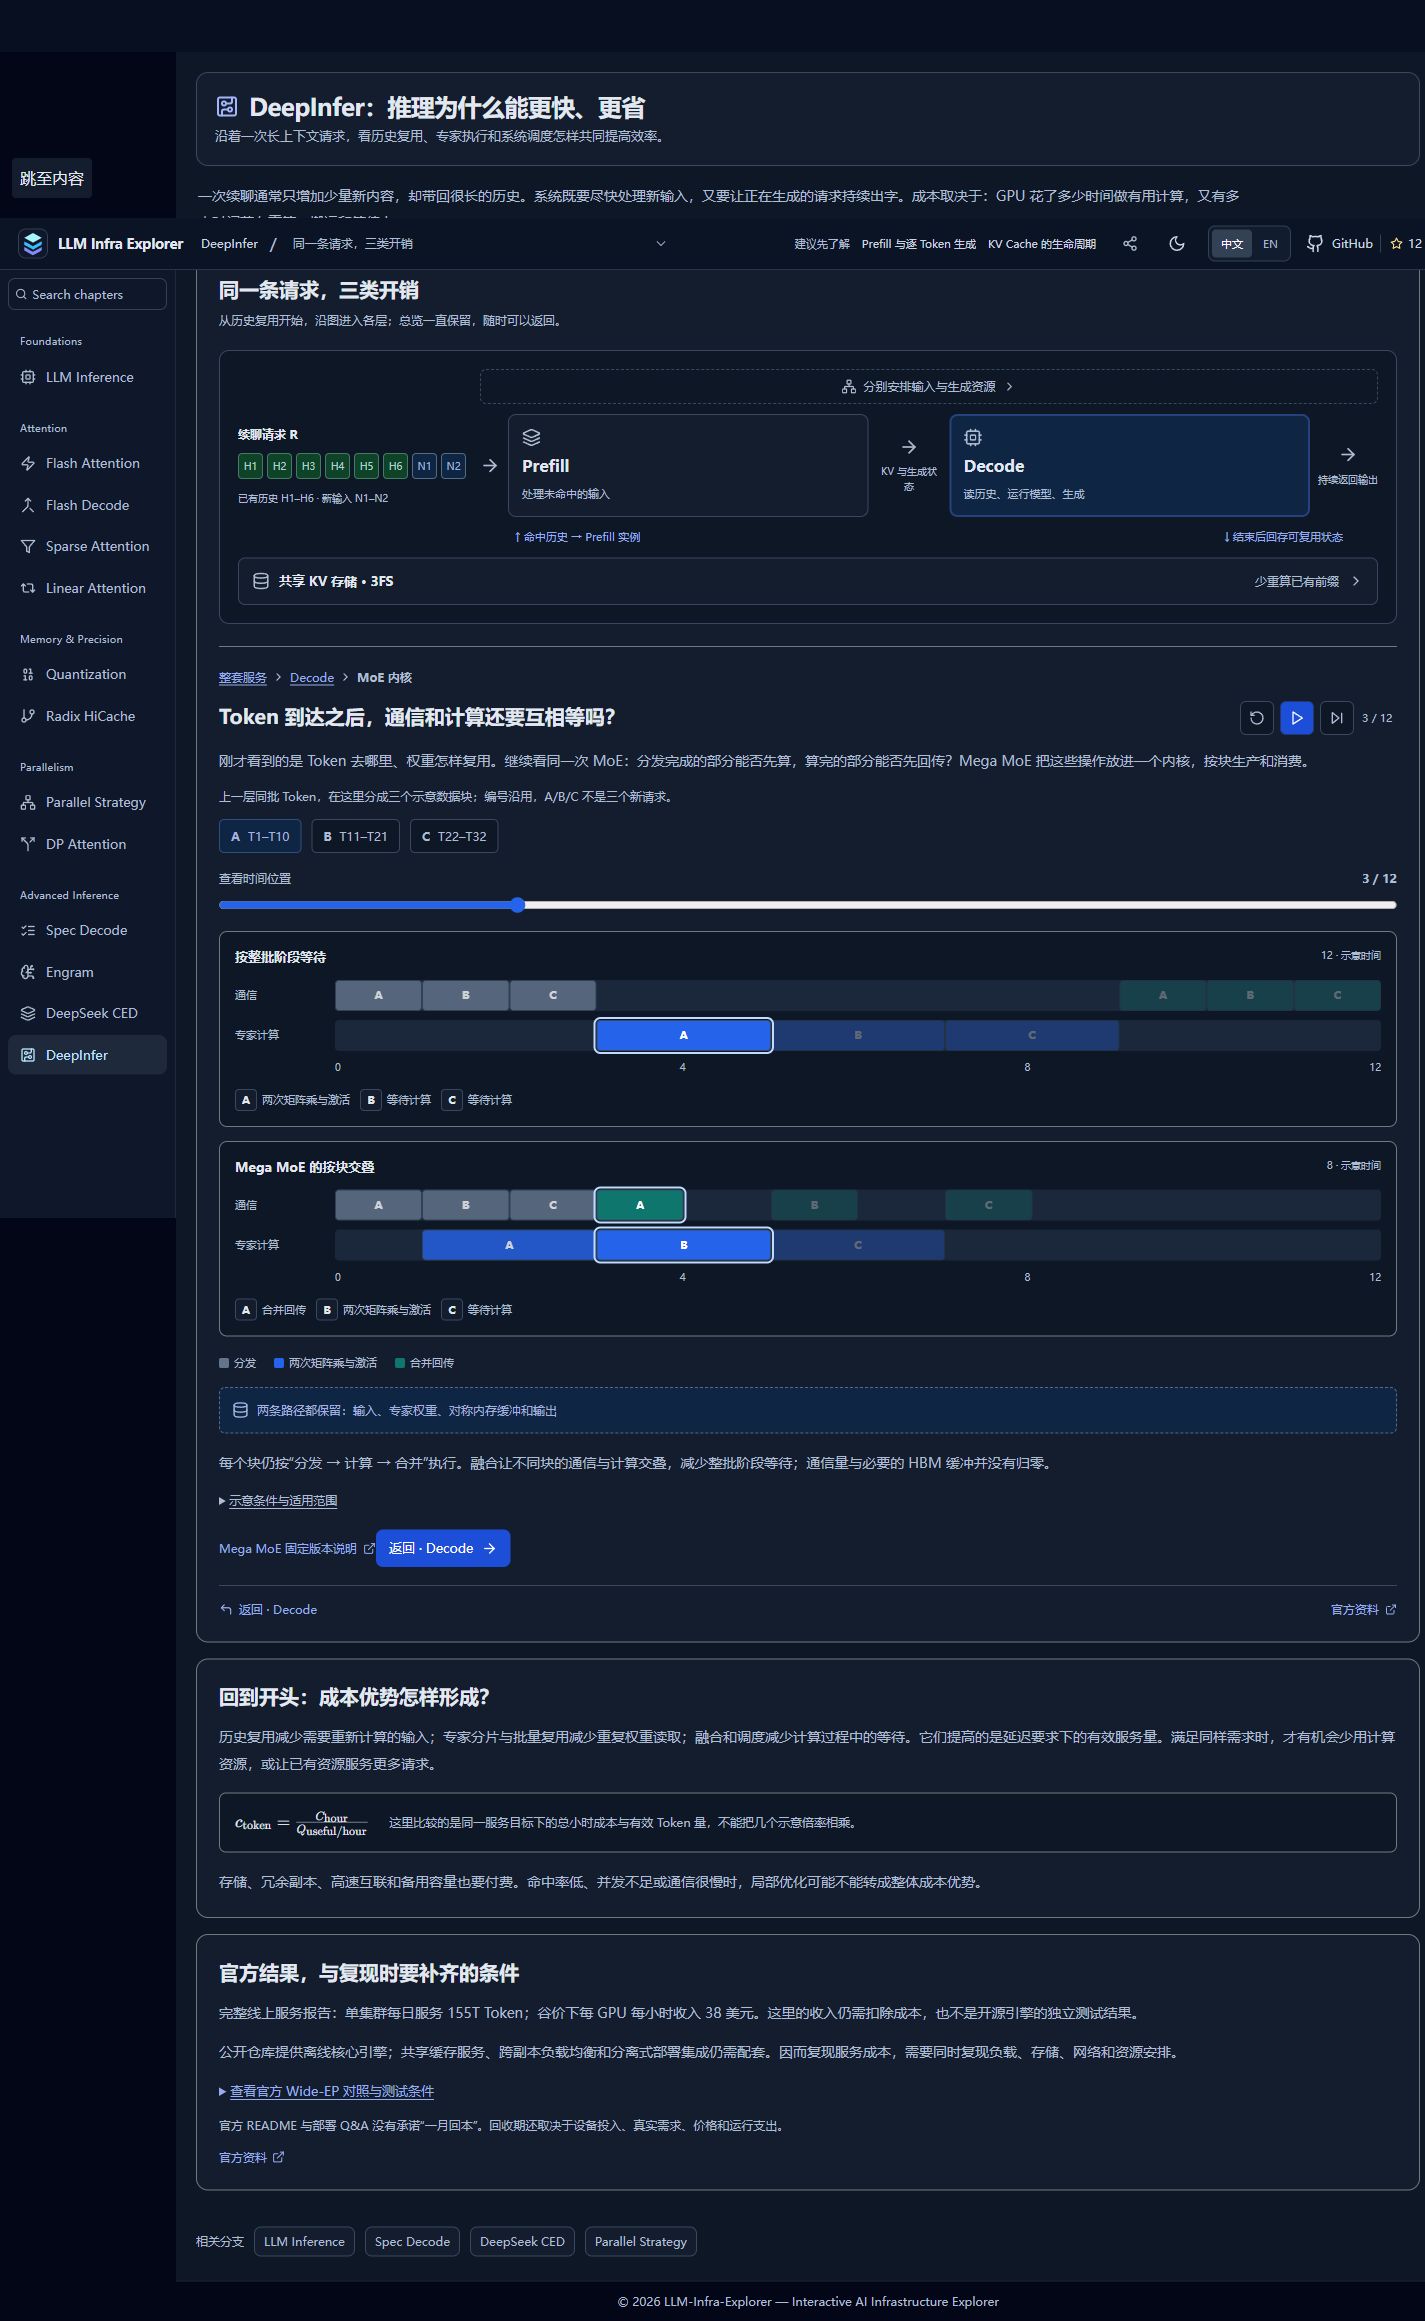 DeepInfer：推理为什么能更快、更省
沿着一次长上下文请求，看历史复用、专家执行和系统调度怎样共同提高效率。
跳至内容
一次续聊通常只增加少量新内容，却带回很长的历史。系统既要尽快处理新输入，又要让正在生成的请求持续出字。成本取决于：GPU 花了多少时间做有用计算，又有多
LLM Infra Explorer
DeepInfer / 同一条请求，三类开销
建议先了解 Prefill 与逐 Token 生成 KV Cache 的生命周期
中文 EN
GitHub 12
Search chapters
Foundations
LLM Inference
Attention
Flash Attention
Flash Decode
Sparse Attention
Linear Attention
Memory & Precision
Quantization
Radix HiCache
Parallelism
Parallel Strategy
DP Attention
Advanced Inference
Spec Decode
Engram
DeepSeek CED
DeepInfer
同一条请求，三类开销
从历史复用开始，沿图进入各层；总览一直保留，随时可以返回。
分别安排输入与生成资源
续聊请求 R
H1 H2 H3 H4 H5 H6 N1 N2
已有历史 H1–H6 · 新输入 N1–N2
Prefill
处理未命中的输入
KV 与生成状
态
Decode
读历史、运行模型、生成
持续返回输出
↑ 命中历史 → Prefill 实例
↓ 结束后回存可复用状态
共享 KV 存储 • 3FS
少重算已有前缀
整套服务 > Decode > MoE 内核
Token 到达之后，通信和计算还要互相等吗？
3 / 12
刚才看到的是 Token 去哪里、权重怎样复用。继续看同一次 MoE：分发完成的部分能否先算，算完的部分能否先回传？Mega MoE 把这些操作放进一个内核，按块生产和消费。
上一层同批 Token，在这里分成三个示意数据块；编号沿用，A/B/C 不是三个新请求。
A T1–T10
B T11–T21
C T22–T32
查看时间位置
3 / 12
按整批阶段等待
12 · 示意时间
通信 A B C A B C
专家计算 A B C
0 4 8 12
A 两次矩阵乘与激活 B 等待计算 C 等待计算
Mega MoE 的按块交叠
8 · 示意时间
通信 A B C A B C
专家计算 A B C
0 4 8 12
A 合并回传 B 两次矩阵乘与激活 C 等待计算
分发 两次矩阵乘与激活 合并回传
两条路径都保留：输入、专家权重、对称内存缓冲和输出
每个块仍按“分发 → 计算 → 合并”执行。融合让不同块的通信与计算交叠，减少整批阶段等待；通信量与必要的 HBM 缓冲并没有归零。
▶ 示意条件与适用范围
Mega MoE 固定版本说明
返回 · Decode →
返回 · Decode
官方资料
回到开头：成本优势怎样形成？
历史复用减少需要重新计算的输入；专家分片与批量复用减少重复权重读取；融合和调度减少计算过程中的等待。它们提高的是延迟要求下的有效服务量。满足同样需求时，才有机会少用计算
资源，或让已有资源服务更多请求。
c_token = C_hour / Q_useful/hour
这里比较的是同一服务目标下的总小时成本与有效 Token 量，不能把几个示意倍率相乘。
存储、冗余副本、高速互联和备用容量也要付费。命中率低、并发不足或通信很慢时，局部优化可能不能转成整体成本优势。
官方结果，与复现时要补齐的条件
完整线上服务报告：单集群每日服务 155T Token；谷价下每 GPU 每小时收入 38 美元。这里的收入仍需扣除成本，也不是开源引擎的独立测试结果。
公开仓库提供离线核心引擎；共享缓存服务、跨副本负载均衡和分离式部署集成仍需配套。因而复现服务成本，需要同时复现负载、存储、网络和资源安排。
▶ 查看官方 Wide-EP 对照与测试条件
官方 README 与部署 Q&A 没有承诺“一月回本”。回收期还取决于设备投入、真实需求、价格和运行支出。
官方资料
相关分支 LLM Inference Spec Decode DeepSeek CED Parallel Strategy
© 2026 LLM-Infra-Explorer — Interactive AI Infrastructure Explorer